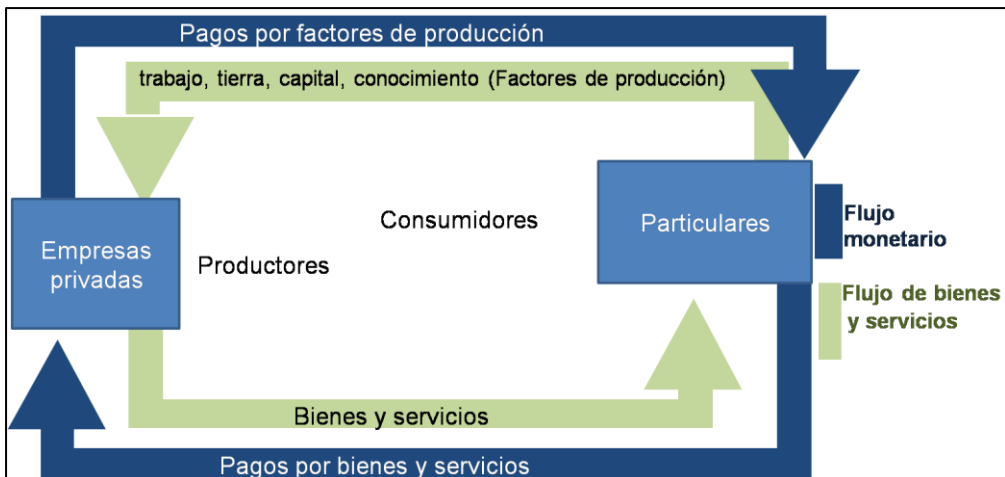 Pagos por factores de producción
trabajo, tierra, capital, conocimiento (Factores de producción)
Empresas
privadas
Productores
Consumidores
Particulares
Flujo
monetario
Flujo de bienes
y servicios
Bienes y servicios
Pagos por bienes y servicios